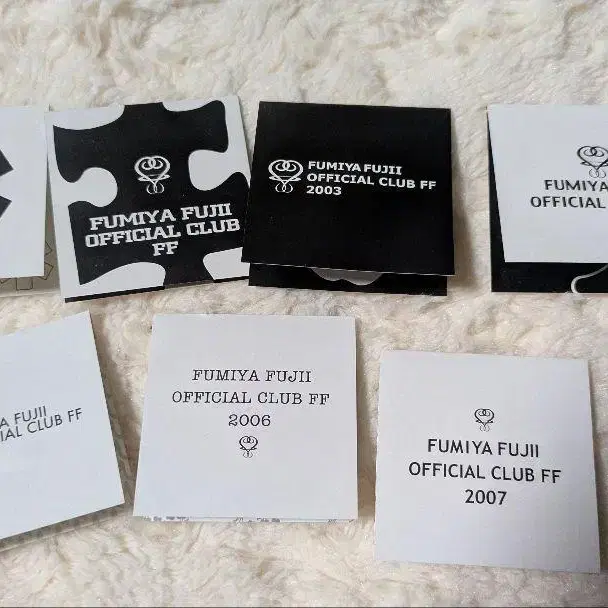 FUMIYA FUJII
OFFICIAL CLUB
FF
FUMIYA FUJII
OFFICIAL CLUB FF
2003
FUMIYA
OFFICIAL
A FUJII
IAL CLUB FF
FUMIYA FUJII
OFFICIAL CLUB FF
2006
FUMIYA FUJII
OFFICIAL CLUB FF
2007